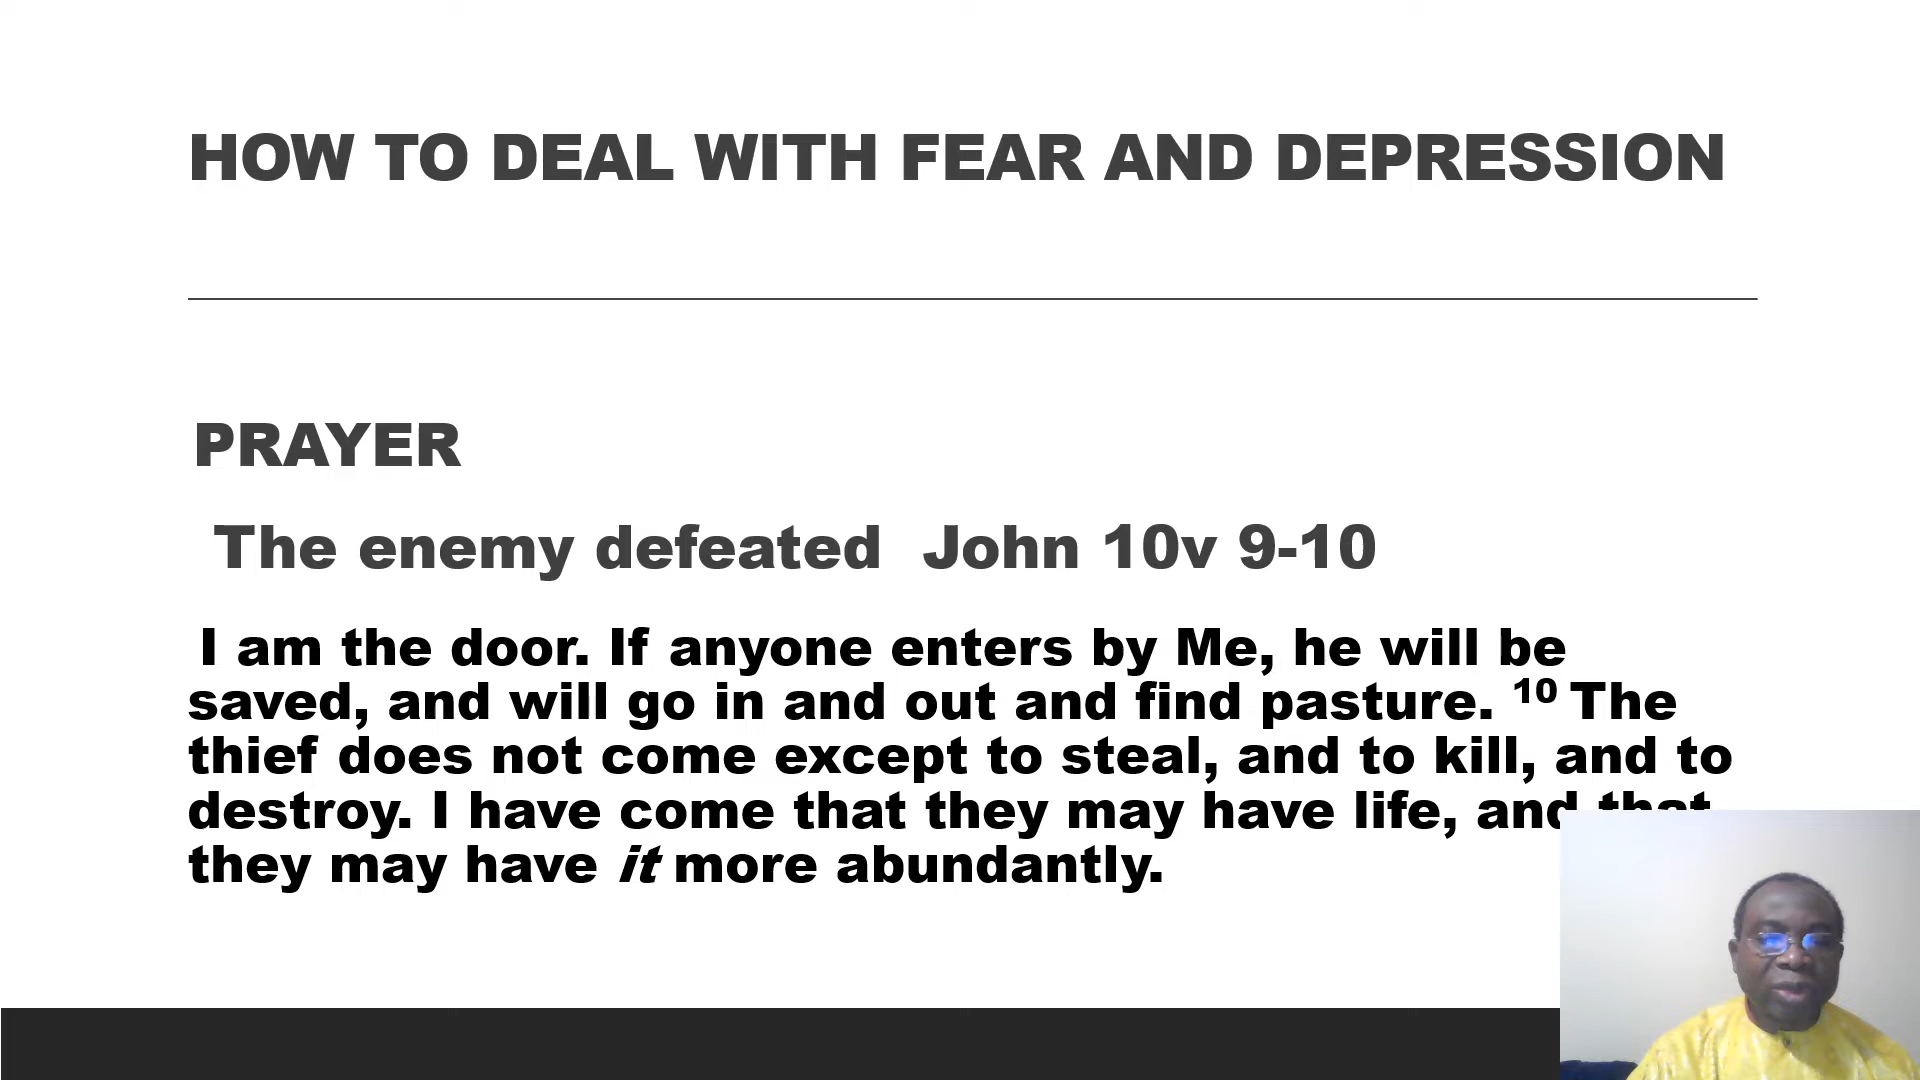 HOW TO DEAL WITH FEAR AND DEPRESSION
PRAYER
The enemy defeated  John 10v 9-10
I am the door. If anyone enters by Me, he will be
saved, and will go in and out and find pasture. 10 The
thief does not come except to steal, and to kill, and to
destroy. I have come that they may have life, and that
they may have it more abundantly.